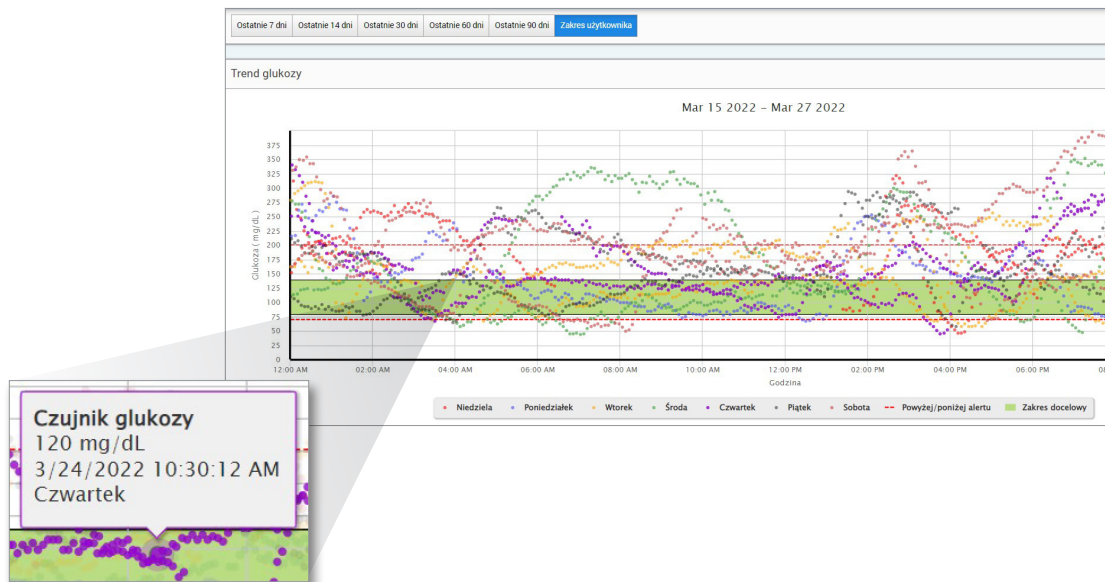 Ostatnie 7 dni Ostatnie 14 dni Ostatnie 30 dni Ostatnie 60 dni Ostatnie 90 dni Zakres użytkownika
Trend glukozy
Mar 15 2022 – Mar 27 2022
375
350
325
300
275
250
225
200
175
150
125
100
75
50
25
0
Glukoza (mg/dL)
12:00 AM 02:00 AM 04:00 AM 06:00 AM 08:00 AM 10:00 AM 12:00 PM 02:00 PM 04:00 PM 06:00 PM
Godzina
Niedziela Poniedziałek Wtorek Środa Czwartek Piątek Sobota Powyżej/poniżej alertu Zakres docelowy
Czujnik glukozy
120 mg/dL
3/24/2022 10:30:12 AM
Czwartek